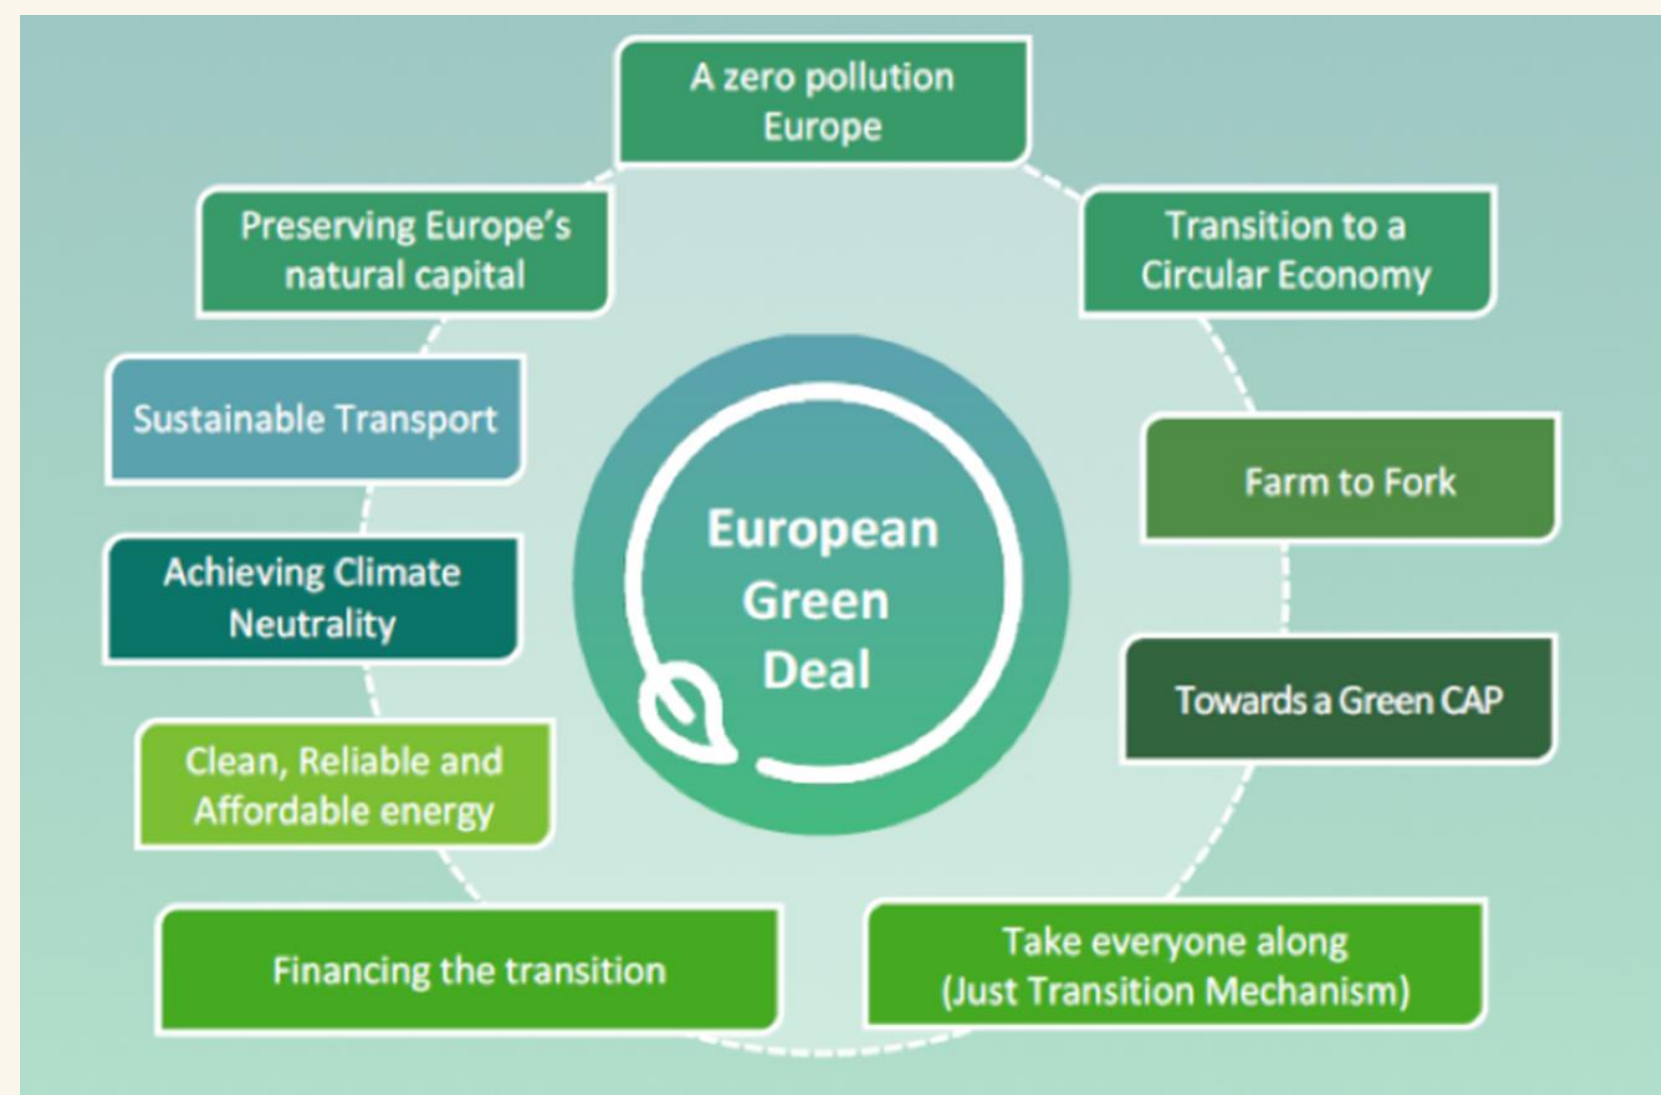 A zero pollution
Europe
Preserving Europe's
natural capital
Transition to a
Circular Economy
Sustainable Transport
Farm to Fork
European
Green
Deal
Achieving Climate
Neutrality
Towards a Green CAP
Clean, Reliable and
Affordable energy
Financing the transition
Take everyone along
(Just Transition Mechanism)